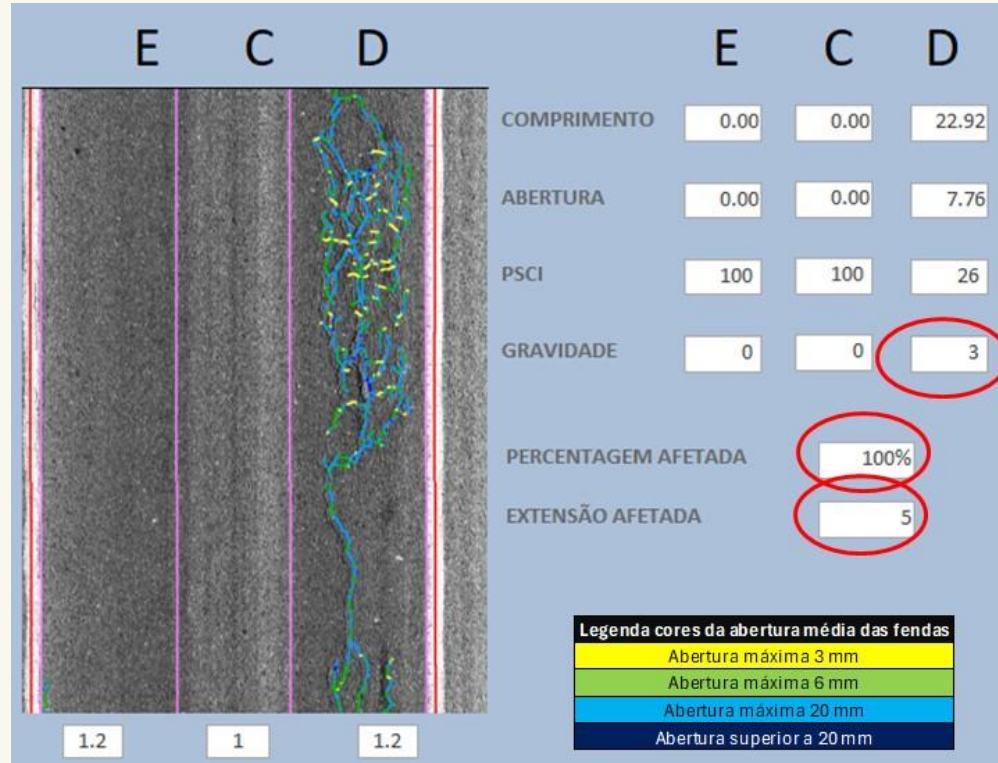 E C D
E C D
COMPRIMENTO 0.00 0.00 22.92
ABERTURA 0.00 0.00 7.76
PSCI 100 100 26
GRAVIDADE 0 0 3
PERCENTAGEM AFETADA 100%
EXTENSÃO AFETADA 5
Legenda cores da abertura média das fendas
Abertura máxima 3 mm
Abertura máxima 6 mm
Abertura máxima 20 mm
Abertura superior a 20 mm
1.2 1 1.2